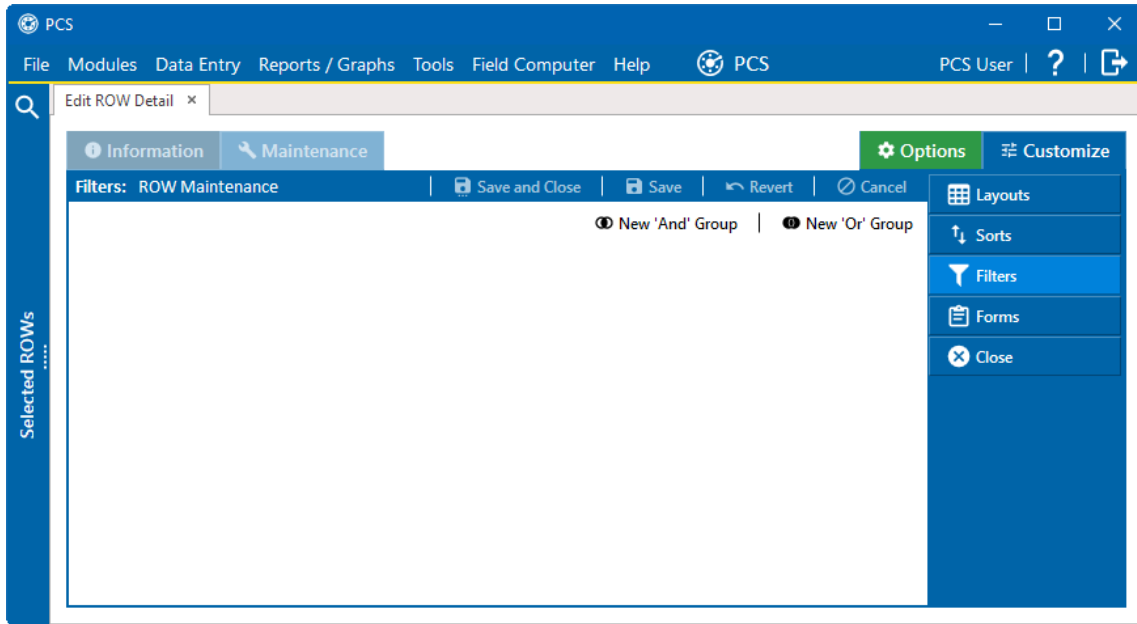 PCS
File Modules Data Entry Reports / Graphs Tools Field Computer Help PCS PCS User | ? |
Edit ROW Detail ×
Information Maintenance Options Customize
Filters: ROW Maintenance | Save and Close | Save | Revert | Cancel
Layouts
New 'And' Group | New 'Or' Group
Sorts
Filters
Forms
Close
Selected ROWs